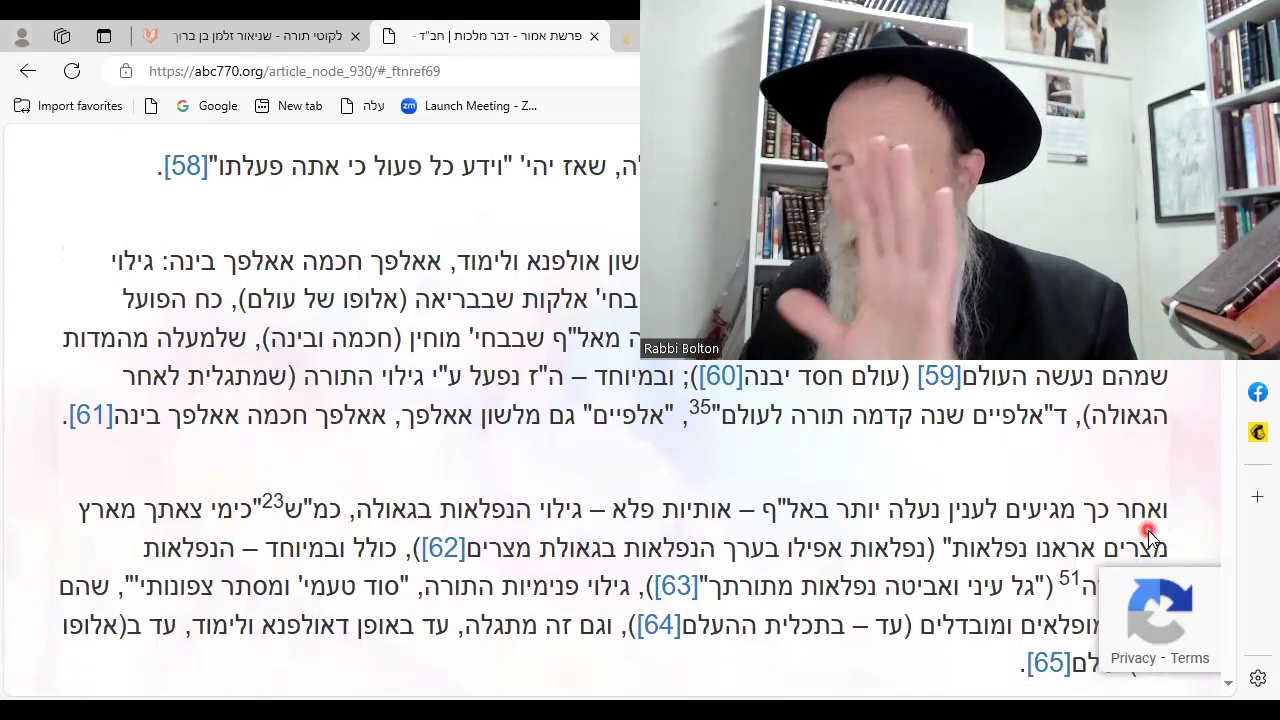 לקוטי תורה - שניאור זלמן בן ברוך
פרשת אמור - דבר מלכות | חב"ד -
https://abc770.org/article_node_930/#_ftnref69
Import favorites
Google
New tab
עלה
Launch Meeting - Z...
Rabbi Bolton
שאז יהי' "וידע כל פעול כי אתה פעלתו"[58].
אולפנא ולימוד, אאלפך חכמה אאלפך בינה: גילוי
בחי' אלקות שבבריאה (אלופו של עולם), כח הפועל
מאל"ף שבבחי' מוחין (חכמה ובינה), שלמעלה מהמדות
שמהם נעשה העולם[59] (עולם חסד יבנה[60]); ובמיוחד – ה"ז נפעל ע"י גילוי התורה (שמתגלית לאחר
הגאולה), ד"אלפיים שנה קדמה תורה לעולם"35, "אלפיים" גם מלשון אאלפך, אאלפך חכמה אאלפך בינה[61].
ואחר כך מגיעים לענין נעלה יותר באל"ף – אותיות פלא – גילוי הנפלאות בגאולה, כמ"ש23"כימי צאתך מארץ
מצרים אראנו נפלאות" (נפלאות אפילו בערך הנפלאות בגאולת מצרים[62]), כולל ובמיוחד – הנפלאות
51 ("גל עיני ואביטה נפלאות מתורתך"[63]), גילוי פנימיות התורה, "סוד טעמי' ומסתר צפונותי'", שהם
מופלאים ומובדלים (עד – בתכלית ההעלם[64]), וגם זה מתגלה, עד באופן דאולפנא ולימוד, עד ב(אלופו
[65].
Privacy - Terms